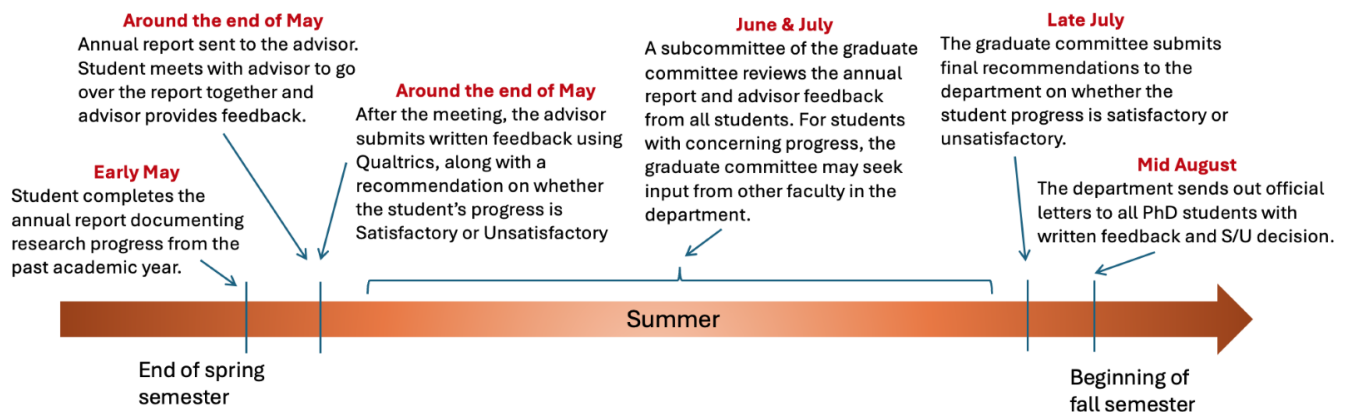 Around the end of May
Annual report sent to the advisor.
Student meets with advisor to go
over the report together and
advisor provides feedback.
Early May
Student completes the
annual report documenting
research progress from the
past academic year.
Around the end of May
After the meeting, the advisor
submits written feedback using
Qualtrics, along with a
recommendation on whether
the student's progress is
Satisfactory or Unsatisfactory
June & July
A subcommittee of the graduate
committee reviews the annual
report and advisor feedback
from all students. For students
with concerning progress, the
graduate committee may seek
input from other faculty in the
department.
Late July
The graduate committee submits
final recommendations to the
department on whether the
student progress is satisfactory or
unsatisfactory.
Mid August
The department sends out official
letters to all PhD students with
written feedback and S/U decision.
Summer
End of spring
semester
Beginning of
fall semester